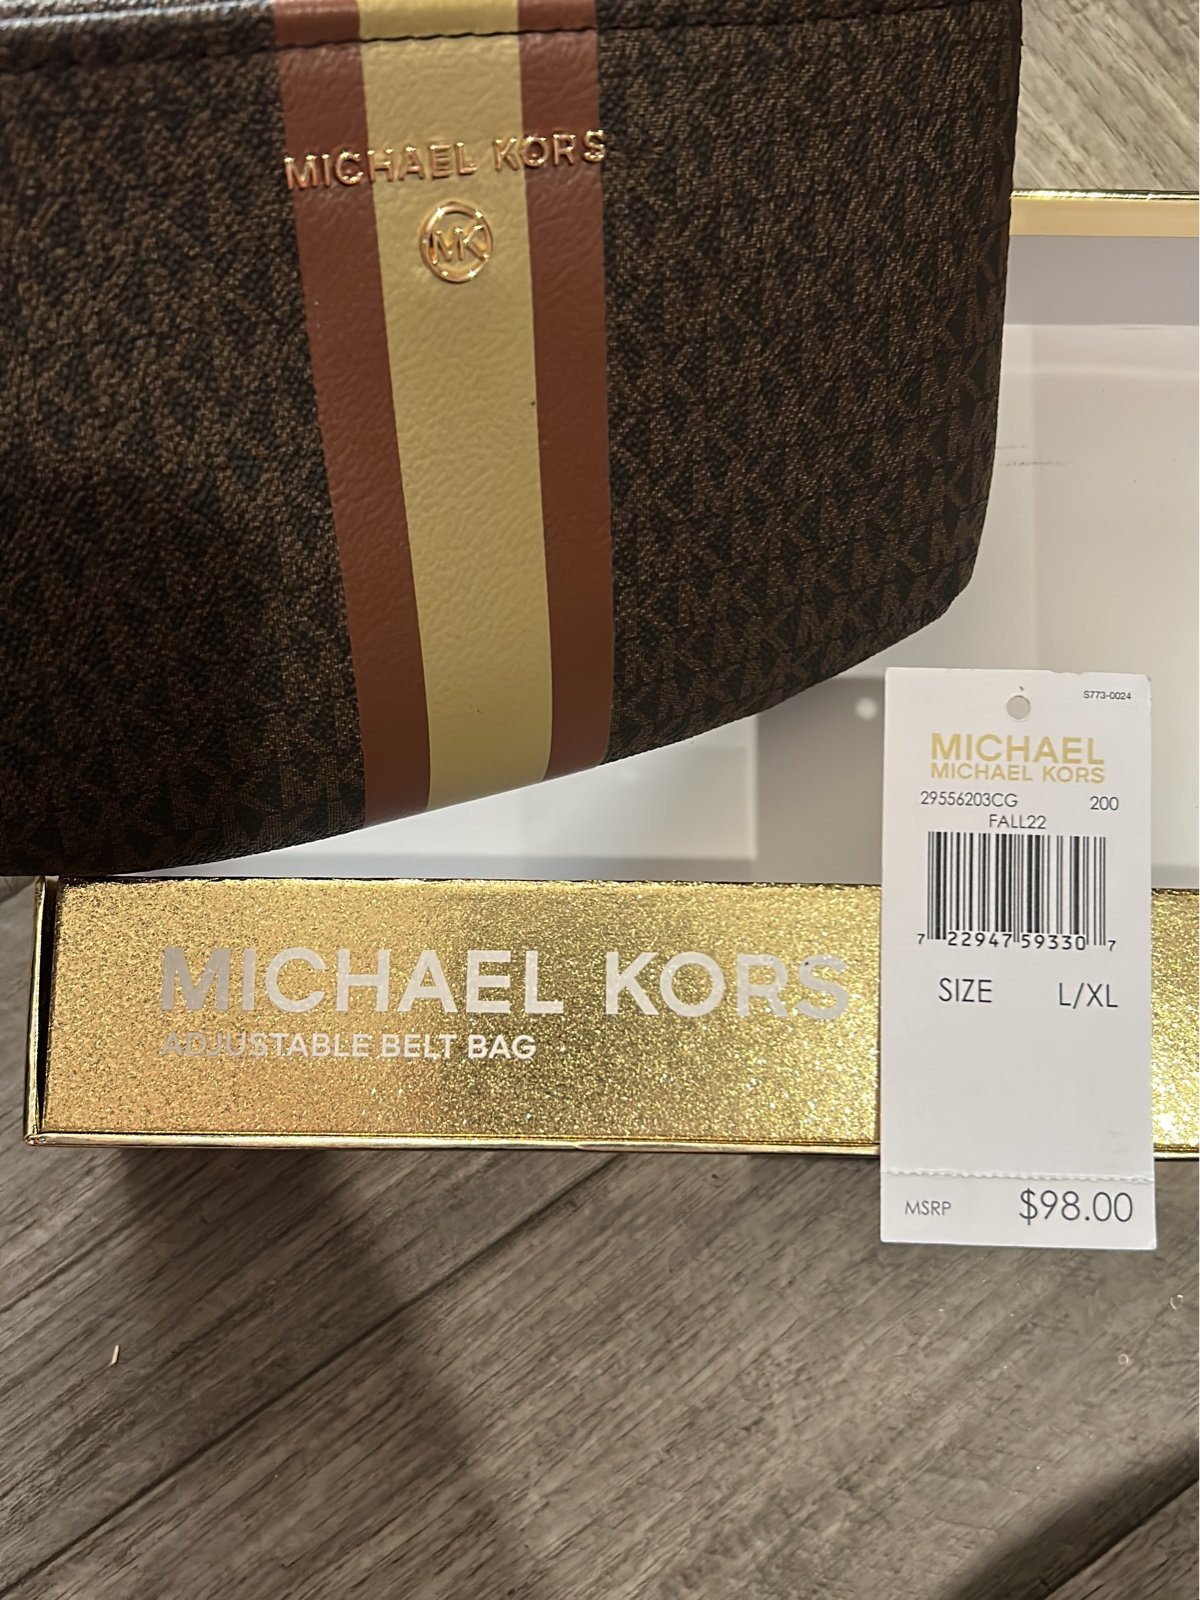 MICHAEL KORS
MK
S773-0024
MICHAEL
MICHAEL KORS
29556203CG 200
FALL22
7 22947 59330 7
SIZE L/XL
MSRP $98.00
MICHAEL KORS
ADJUSTABLE BELT BAG